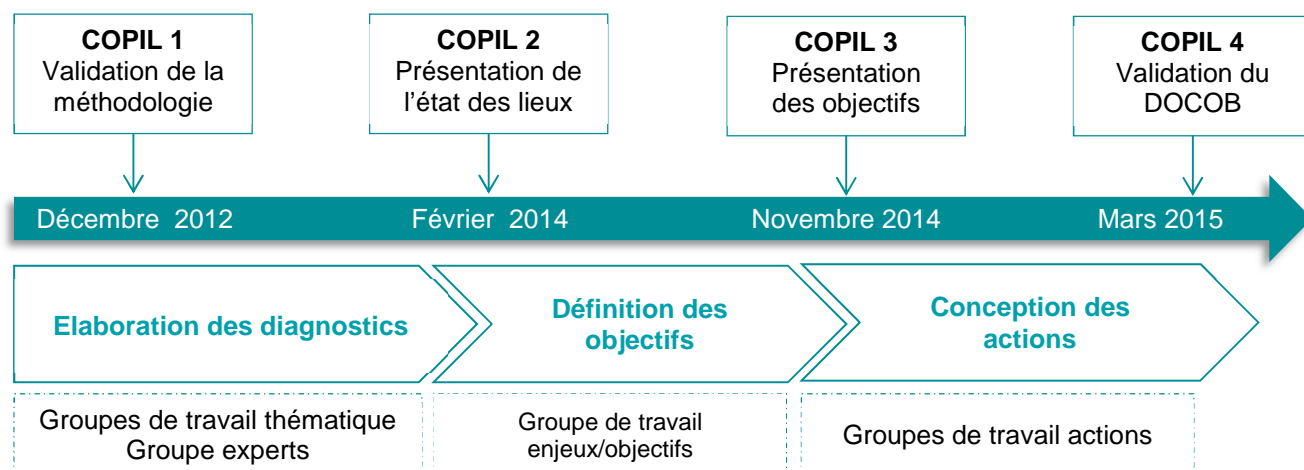 COPIL 1
Validation de la
méthodologie
COPIL 2
Présentation de
l'état des lieux
COPIL 3
Présentation
des objectifs
COPIL 4
Validation du
DOCOB
Décembre 2012
Février 2014
Novembre 2014
Mars 2015
Elaboration des diagnostics
Définition des
objectifs
Conception des
actions
Groupes de travail thématique
Groupe experts
Groupe de travail
enjeux/objectifs
Groupes de travail actions